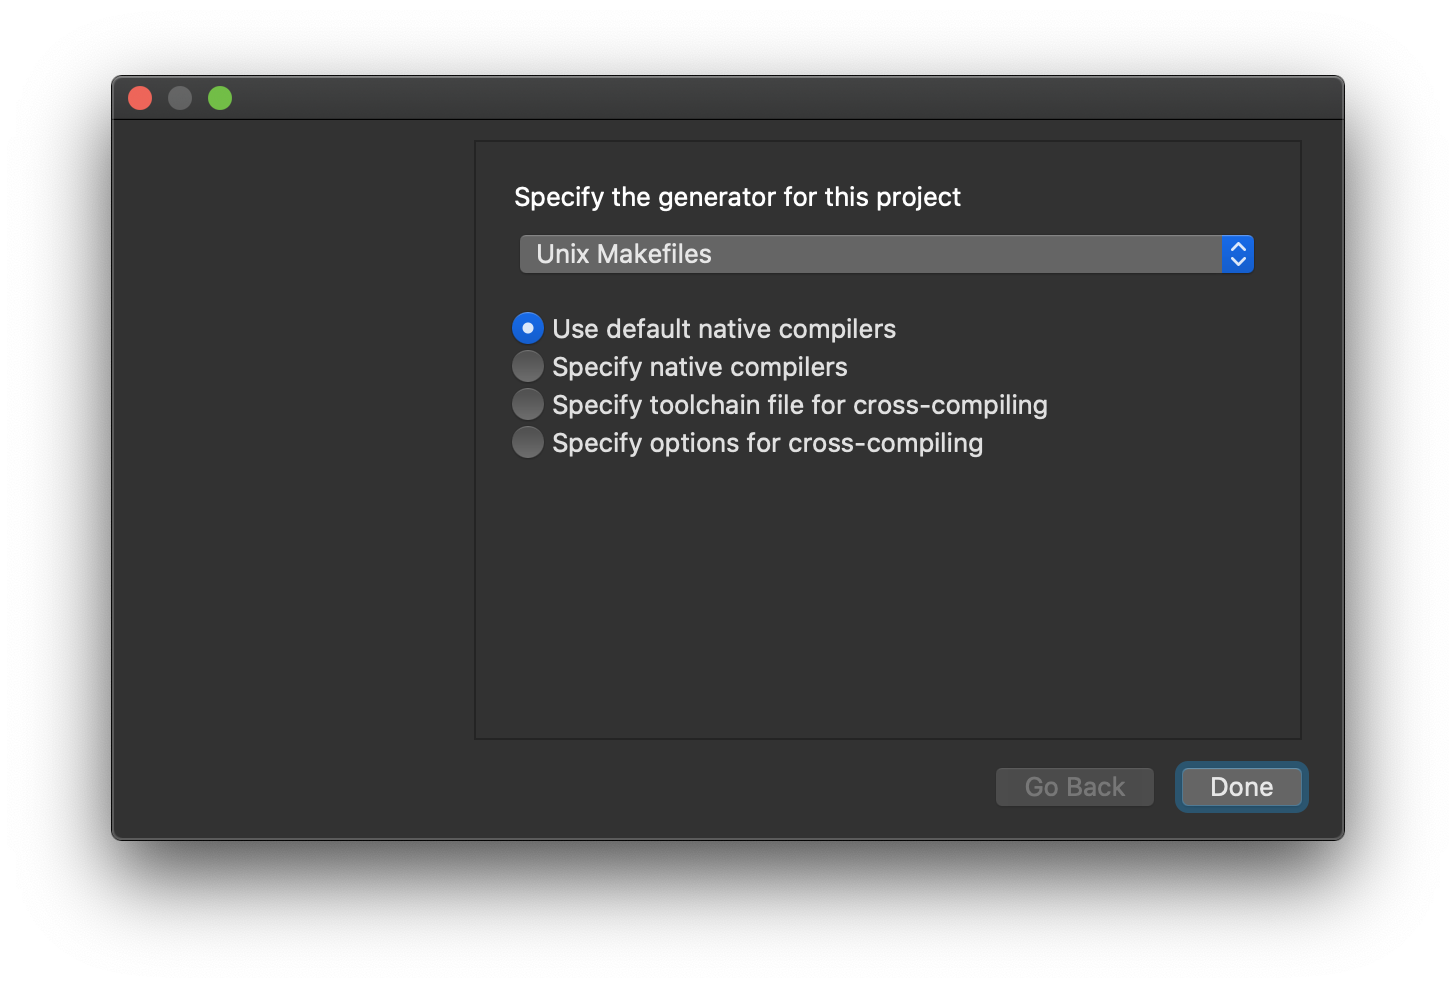 Specify the generator for this project
Unix Makefiles
Use default native compilers
Specify native compilers
Specify toolchain file for cross-compiling
Specify options for cross-compiling
Go Back
Done